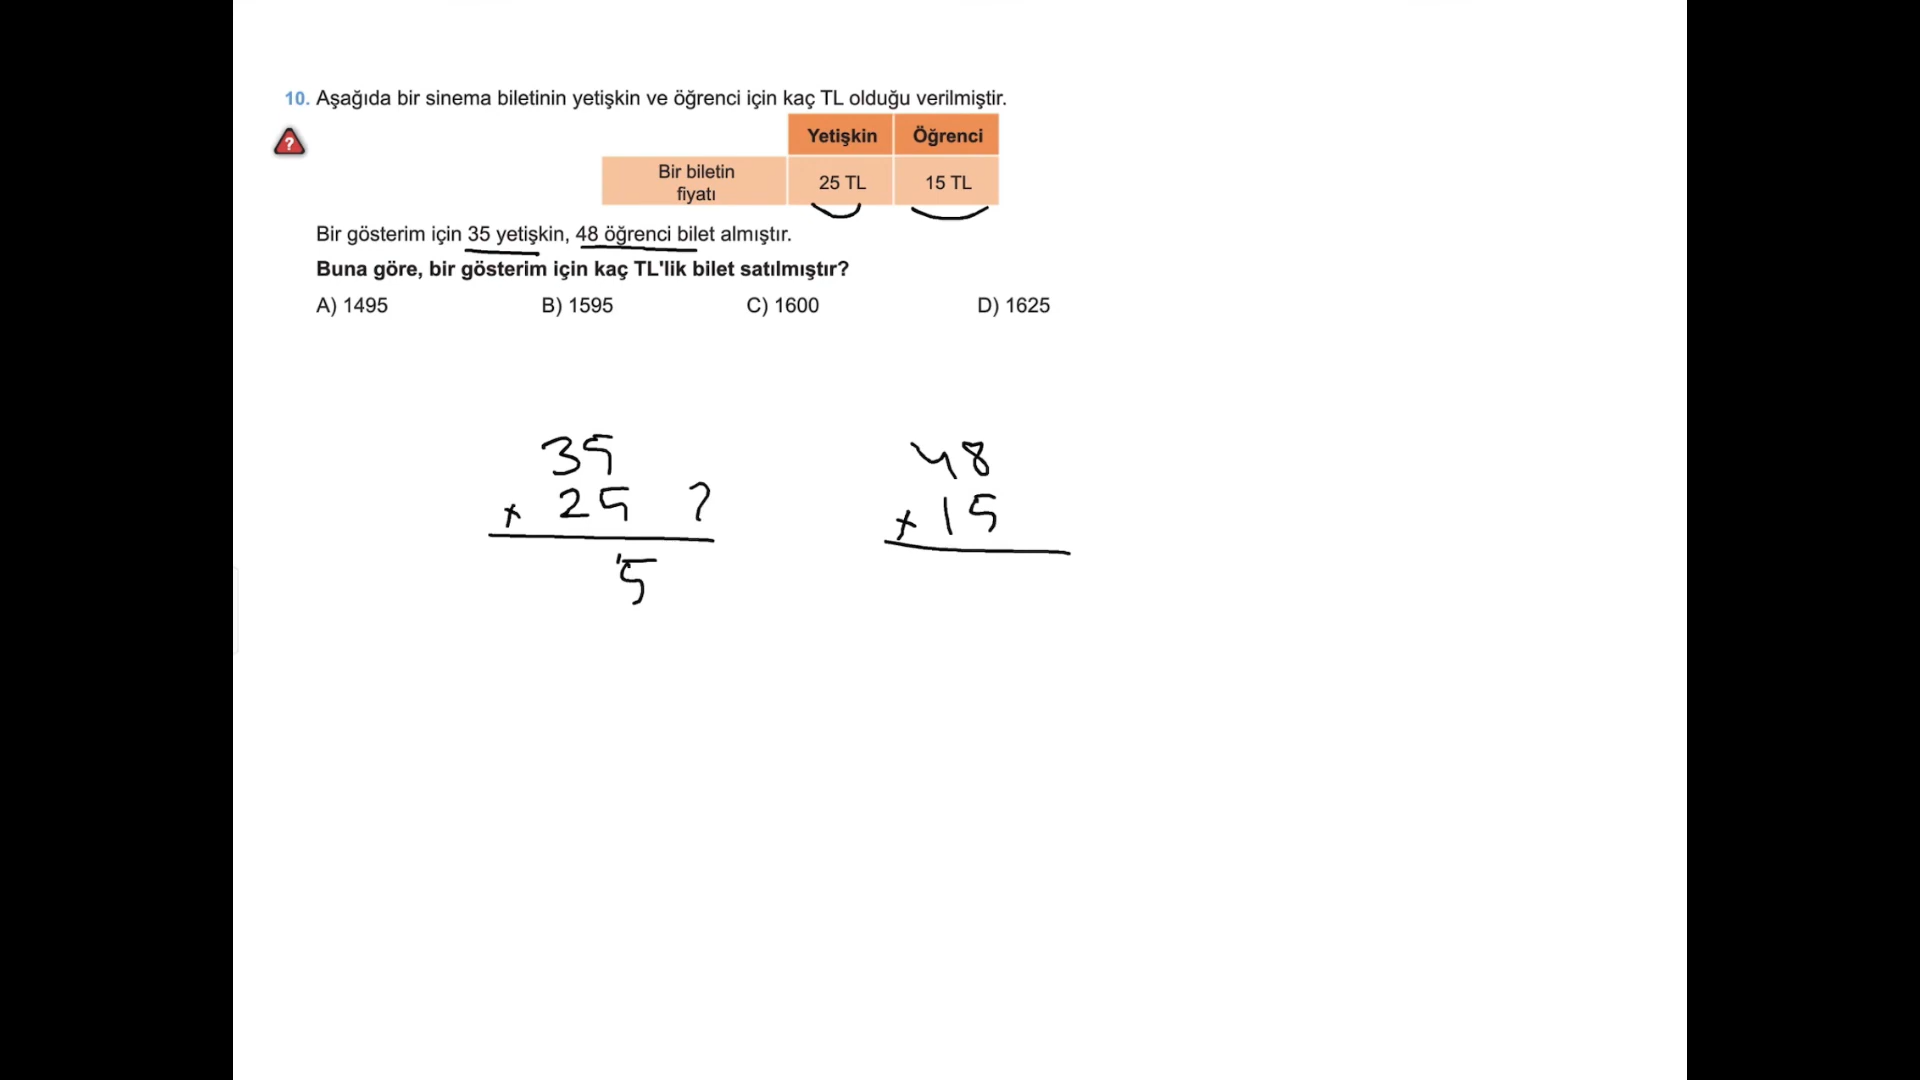 10. Aşağıda bir sinema biletinin yetişkin ve öğrenci için kaç TL olduğu verilmiştir.
?
Yetişkin Öğrenci
Bir biletin
fiyatı
25 TL 15 TL
Bir gösterim için 35 yetişkin, 48 öğrenci bilet almıştır.
Buna göre, bir gösterim için kaç TL'lik bilet satılmıştır?
A) 1495 B) 1595 C) 1600 D) 1625
35
x 25 ?
5
48
x 15